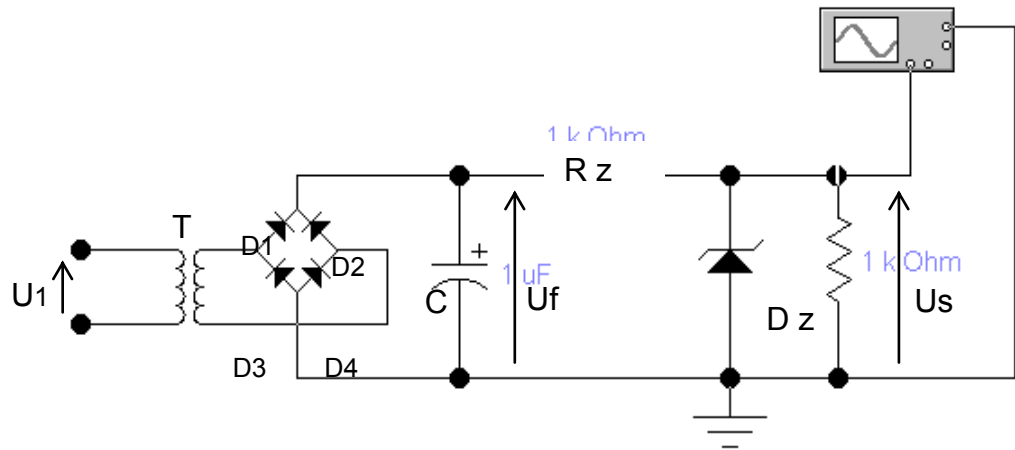 1 k Ohm
R z
T
D1
D2
+
1 k Ohm
U1
C
1 uF
Uf
D z
Us
D3
D4